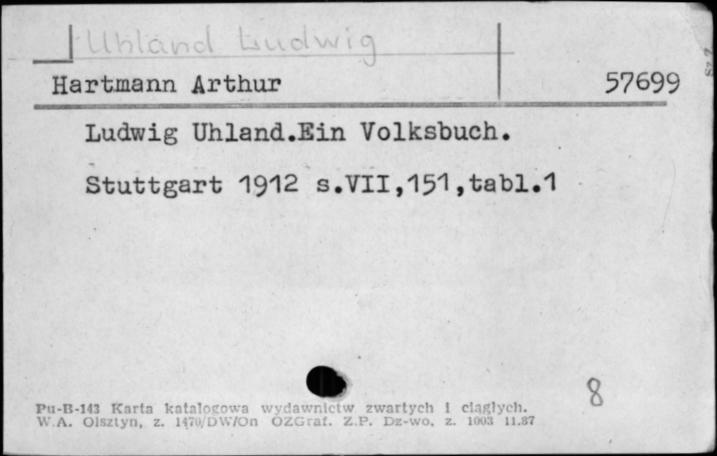 Uhland Ludwig
Hartmann Arthur 57699
Ludwig Uhland.Ein Volksbuch.
Stuttgart 1912 s.VII,151,tabl.1
8
Pu-B-143 Karta katalogowa wydawnictw zwartych i ciągłych.
W.A. Olsztyn, z. 1470/DW/On OZGraf. Z.P. Dz-wo, z. 1003 11.87